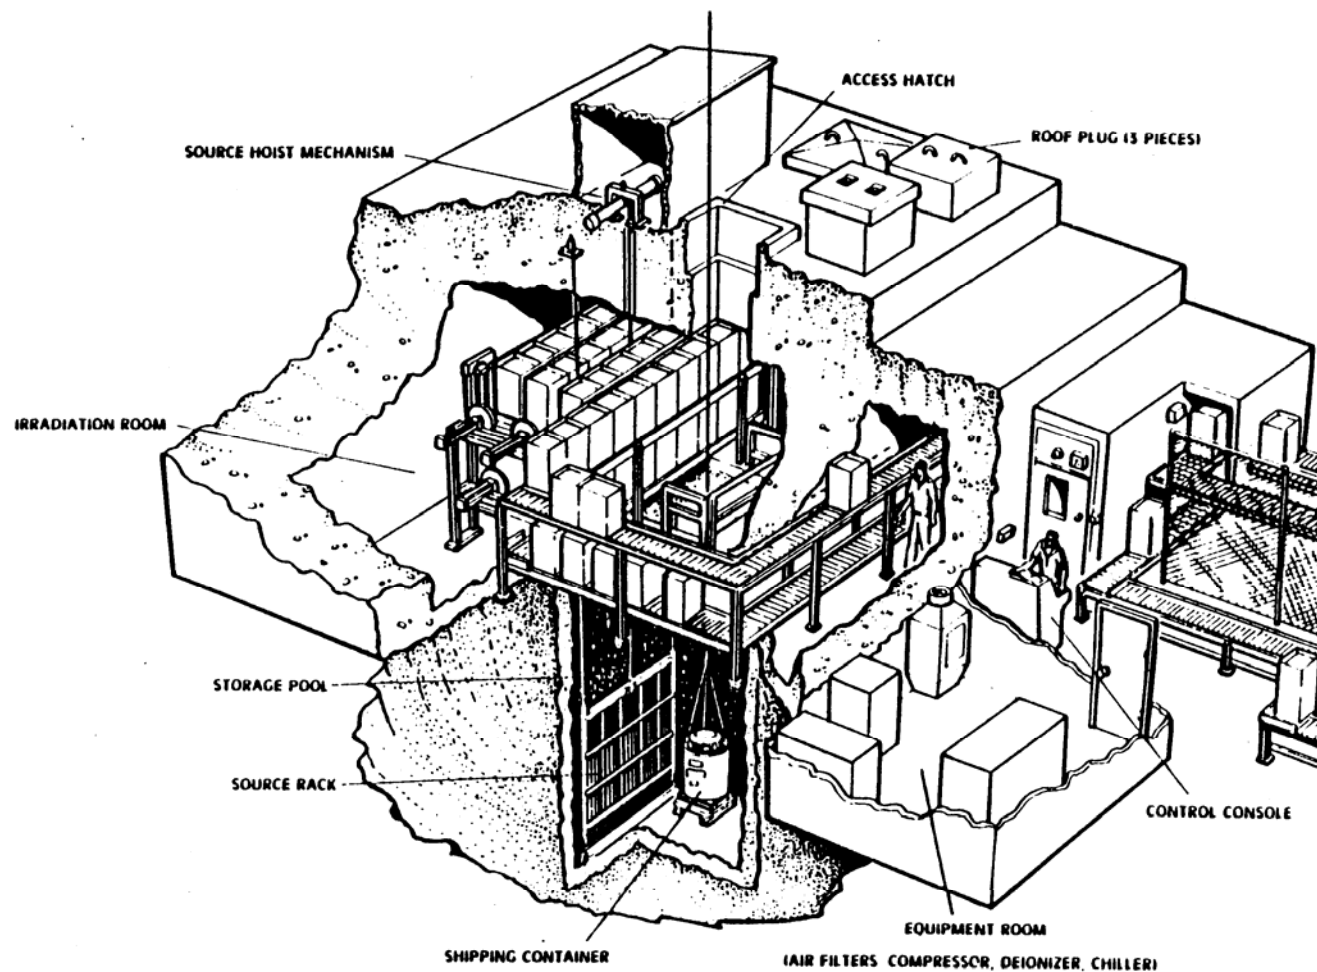 ACCESS HATCH
ROOF PLUG (3 PIECES)
SOURCE HOIST MECHANISM
IRRADIATION ROOM
STORAGE POOL
SOURCE RACK
CONTROL CONSOLE
EQUIPMENT ROOM
(AIR FILTERS COMPRESSOR, DEIONIZER, CHILLER)
SHIPPING CONTAINER